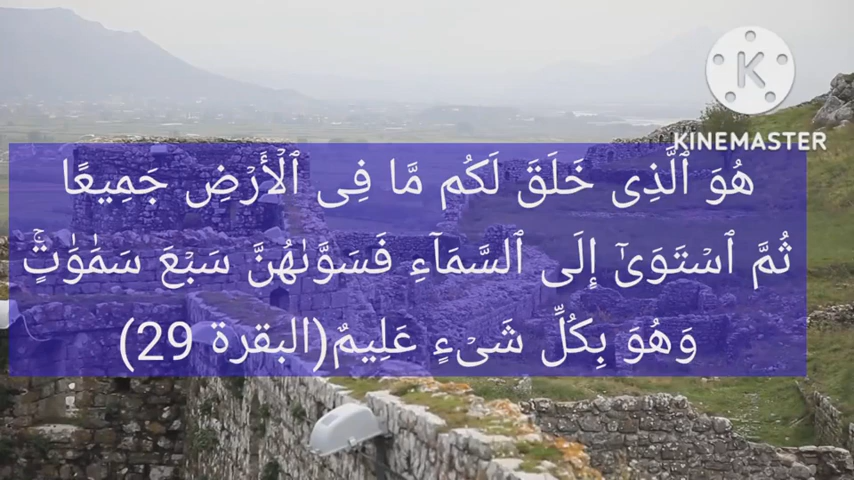 KINEMASTER
هُوَ ٱلَّذِى خَلَقَ لَكُم مَّا فِى ٱلْأَرْضِ جَمِيعًا
ثُمَّ ٱسْتَوَىٰٓ إِلَى ٱلسَّمَآءِ فَسَوَّىٰهُنَّ سَبْعَ سَمَٰوَٰتٍۢ ۚ
وَهُوَ بِكُلِّ شَىْءٍ عَلِيمٌ(البقرة 29)